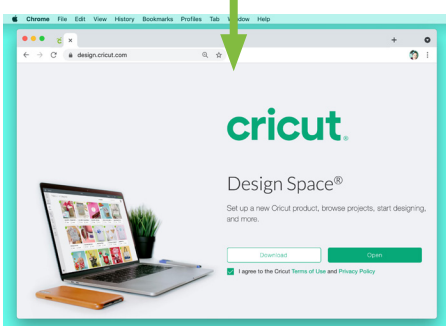 Chrome File Edit View History Bookmarks Profiles Tab Window Help
design.cricut.com
cricut.
Design Space®
Set up a new Cricut product, browse projects, start designing,
and more.
Download Open
I agree to the Cricut Terms of Use and Privacy Policy